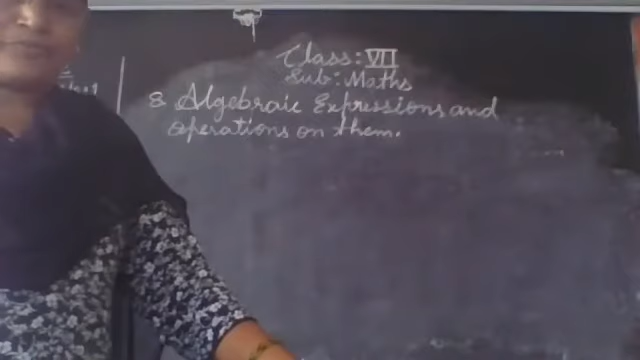 Class: VII
Sub: Maths
8 Algebraic Expressions and
operations on them.